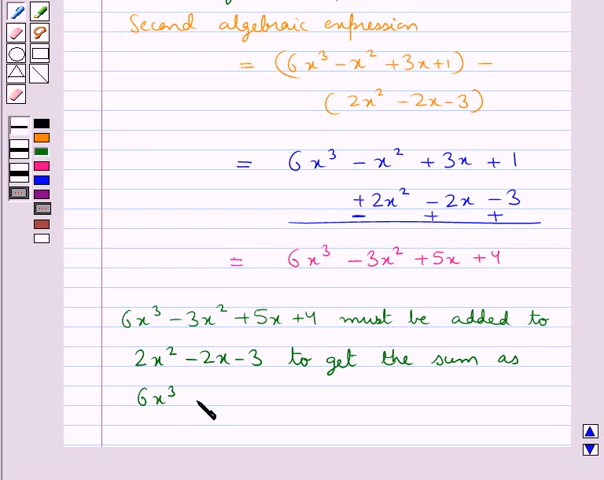 Second algebraic expression
= (6x³ - x² + 3x + 1) -
(2x² - 2x - 3)
= 6x³ - x² + 3x + 1
+ 2x² - 2x - 3
- + +
= 6x³ - 3x² + 5x + 4
6x³ - 3x² + 5x + 4 must be added to
2x² - 2x - 3 to get the sum as
6x³